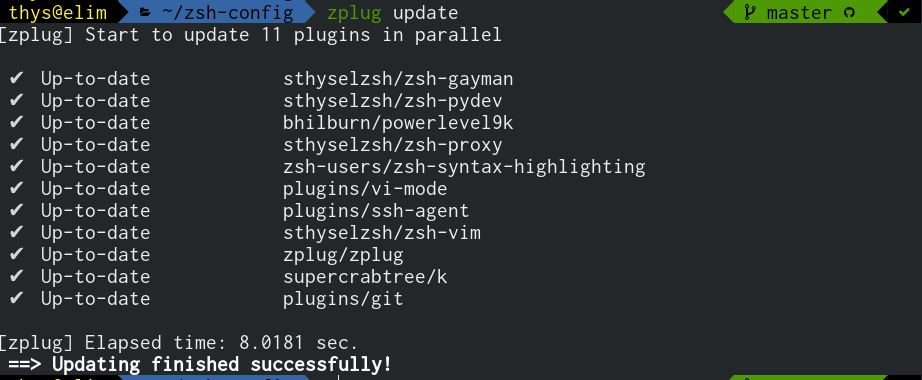 thys@elim ~/zsh-config zplug update master ✔
[zplug] Start to update 11 plugins in parallel
✔ Up-to-date sthyselzsh/zsh-gayman
✔ Up-to-date sthyselzsh/zsh-pydev
✔ Up-to-date bhilburn/powerlevel9k
✔ Up-to-date sthyselzsh/zsh-proxy
✔ Up-to-date zsh-users/zsh-syntax-highlighting
✔ Up-to-date plugins/vi-mode
✔ Up-to-date plugins/ssh-agent
✔ Up-to-date sthyselzsh/zsh-vim
✔ Up-to-date zplug/zplug
✔ Up-to-date supercrabtree/k
✔ Up-to-date plugins/git
[zplug] Elapsed time: 8.0181 sec.
==> Updating finished successfully!